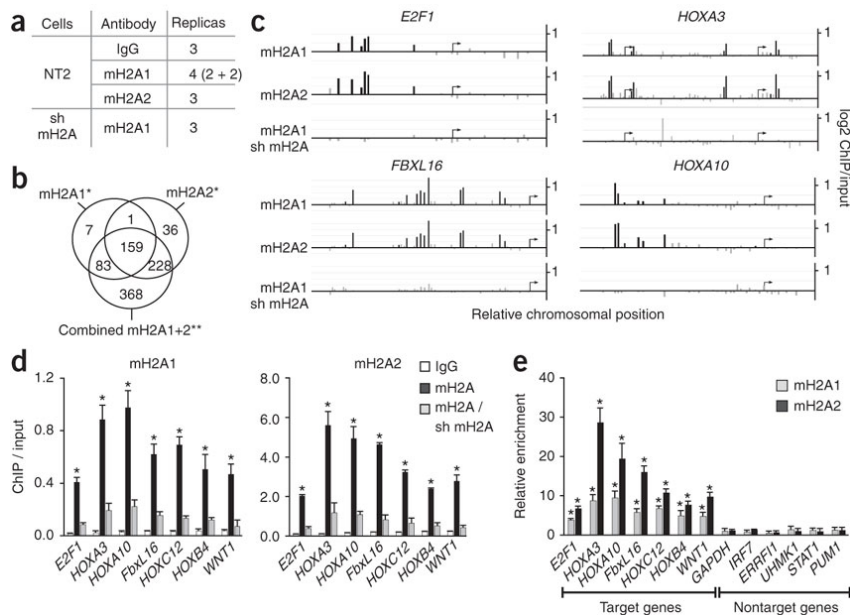 a
Cells Antibody Replicas
NT2
IgG 3
mH2A1 4 (2 + 2)
mH2A2 3
sh mH2A
mH2A1 3
b
mH2A1* mH2A2*
7 1 36
159
83 228
368
Combined mH2A1+2**
c
E2F1 HOXA3
mH2A1 1 1
mH2A2 1 1
mH2A1 sh mH2A 1 1
FBXL16 HOXA10
mH2A1 1 1
mH2A2 1 1
mH2A1 sh mH2A 1 1
log2 ChIP/input
Relative chromosomal position
d
mH2A1
ChIP / input
1.2
0.8
0.4
0
* * * * * * *
E2F1 HOXA3 HOXA10 FbxL16 HOXC12 HOXB4 WNT1
mH2A2
8.0
6.0
4.0
2.0
0
* * * * * * *
E2F1 HOXA3 HOXA10 FbxL16 HOXC12 HOXB4 WNT1
IgG
mH2A
mH2A /
sh mH2A
e
Relative enrichment
40
30
20
10
0
mH2A1
mH2A2
* * * * * * * * * * * * * *
E2F1 HOXA3 HOXA10 FbxL16 HOXC12 HOXB4 WNT1 GAPDH IRF7 ERRFI1 UHMK1 STAT1 PUM1
Target genes Nontarget genes